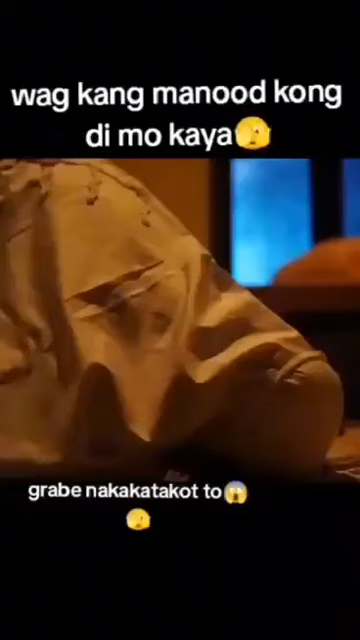 wag kang manood kong
di mo kaya🫣
grabe nakakatakot to😱
🫣